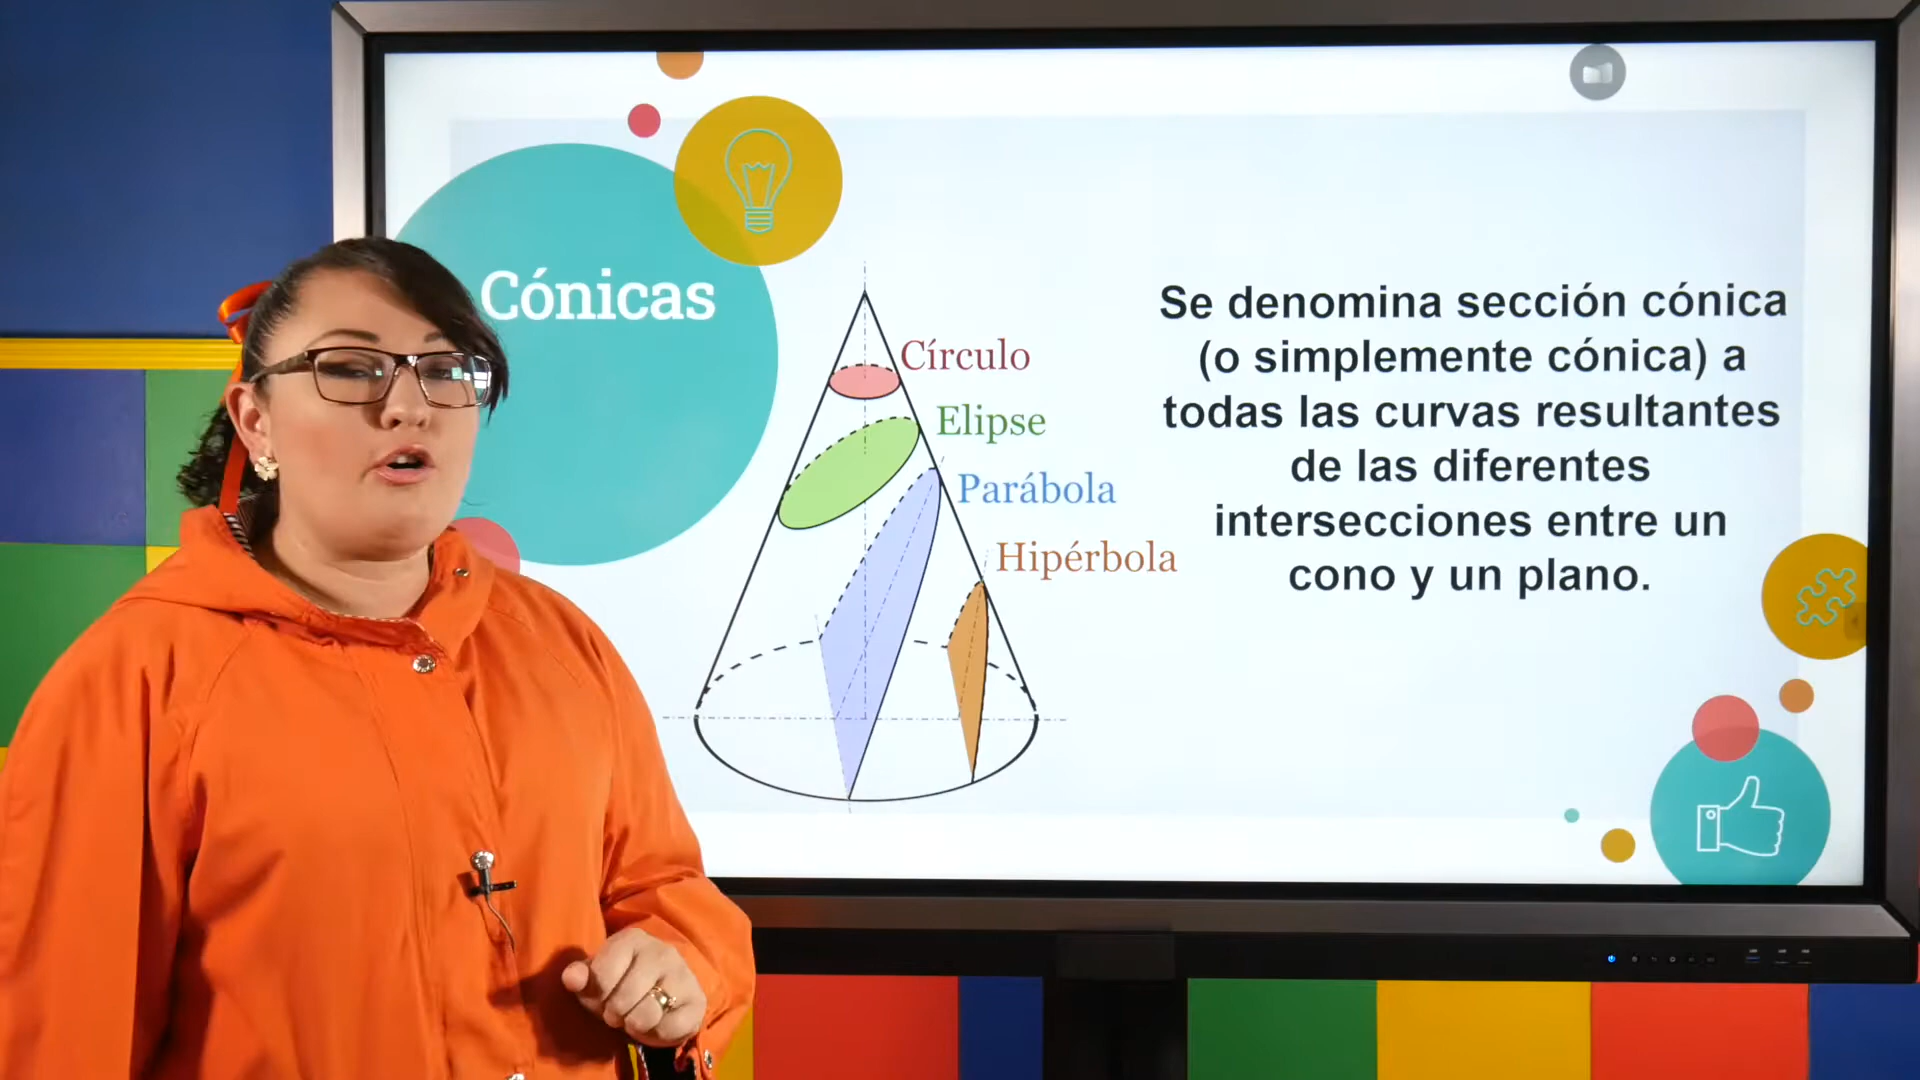 Cónicas
Círculo
Elipse
Parábola
Hipérbola
Se denomina sección cónica
(o simplemente cónica) a
todas las curvas resultantes
de las diferentes
intersecciones entre un
cono y un plano.